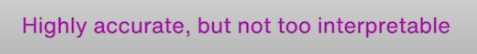 Highly accurate, but not too interpretable